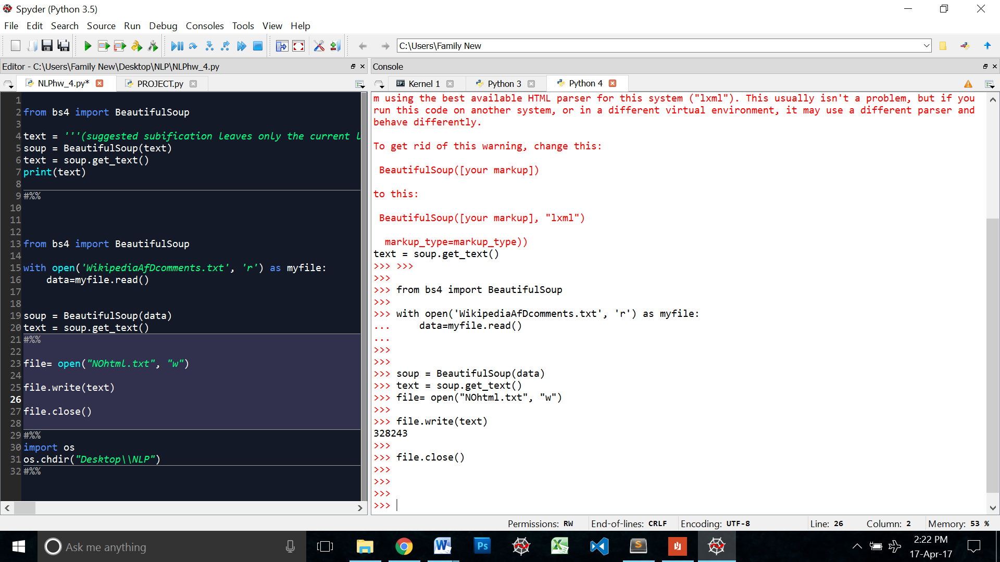 Spyder (Python 3.5)
File Edit Search Source Run Debug Consoles Tools View Help
C:\Users\Family New
Editor - C:\Users\Family New\Desktop\NLP\NLPhw_4.py
NLPhw_4.py* PROJECT.py
1
2 from bs4 import BeautifulSoup
3
4 text = '''(suggested subification leaves only the current l
5 soup = BeautifulSoup(text)
6 text = soup.get_text()
7 print(text)
8
9 #%%
10
11
12
13 from bs4 import BeautifulSoup
14
15 with open('WikipediaAfDcomments.txt', 'r') as myfile:
16     data=myfile.read()
17
18
19 soup = BeautifulSoup(data)
20 text = soup.get_text()
21 #%%
22
23 file= open("NOhtml.txt", "w")
24
25 file.write(text)
26
27 file.close()
28
29 #%%
30 import os
31 os.chdir("Desktop\\NLP")
32 #%%
Console
IP: Kernel 1 Python 3 Python 4
m using the best available HTML parser for this system ("lxml"). This usually isn't a problem, but if you
run this code on another system, or in a different virtual environment, it may use a different parser and
behave differently.
To get rid of this warning, change this:
BeautifulSoup([your markup])
to this:
BeautifulSoup([your markup], "lxml")
markup_type=markup_type))
text = soup.get_text()
>>> >>>
>>>
>>> from bs4 import BeautifulSoup
>>>
>>> with open('WikipediaAfDcomments.txt', 'r') as myfile:
...     data=myfile.read()
...
>>>
>>>
>>> soup = BeautifulSoup(data)
>>> text = soup.get_text()
>>> file= open("NOhtml.txt", "w")
>>>
>>> file.write(text)
328243
>>>
>>> file.close()
>>>
>>>
>>>
>>>
Permissions: RW End-of-lines: CRLF Encoding: UTF-8 Line: 26 Column: 2 Memory: 53 %
Ask me anything
W
Ps
S
2:22 PM
17-Apr-17